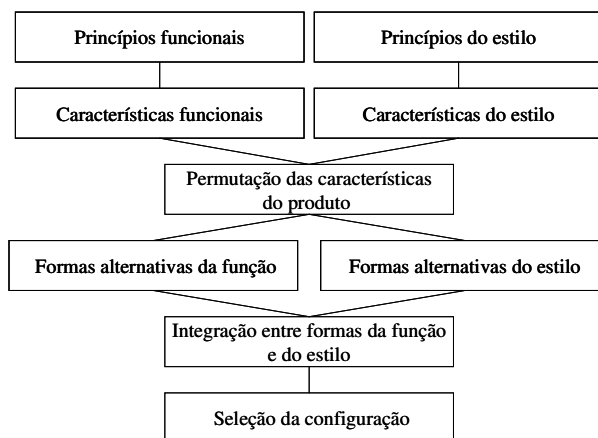 Princípios funcionais
Princípios do estilo
Características funcionais
Características do estilo
Permutação das características
do produto
Formas alternativas da função
Formas alternativas do estilo
Integração entre formas da função
e do estilo
Seleção da configuração